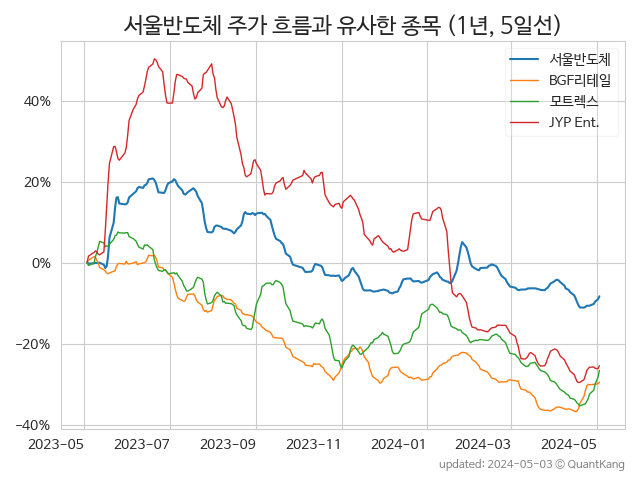 서울반도체 주가 흐름과 유사한 종목 (1년, 5일선)
서울반도체
BGF리테일
모트렉스
JYP Ent.
40%
20%
0%
−20%
−40%
2023-05 2023-07 2023-09 2023-11 2024-01 2024-03 2024-05
updated: 2024-05-03 © QuantKang